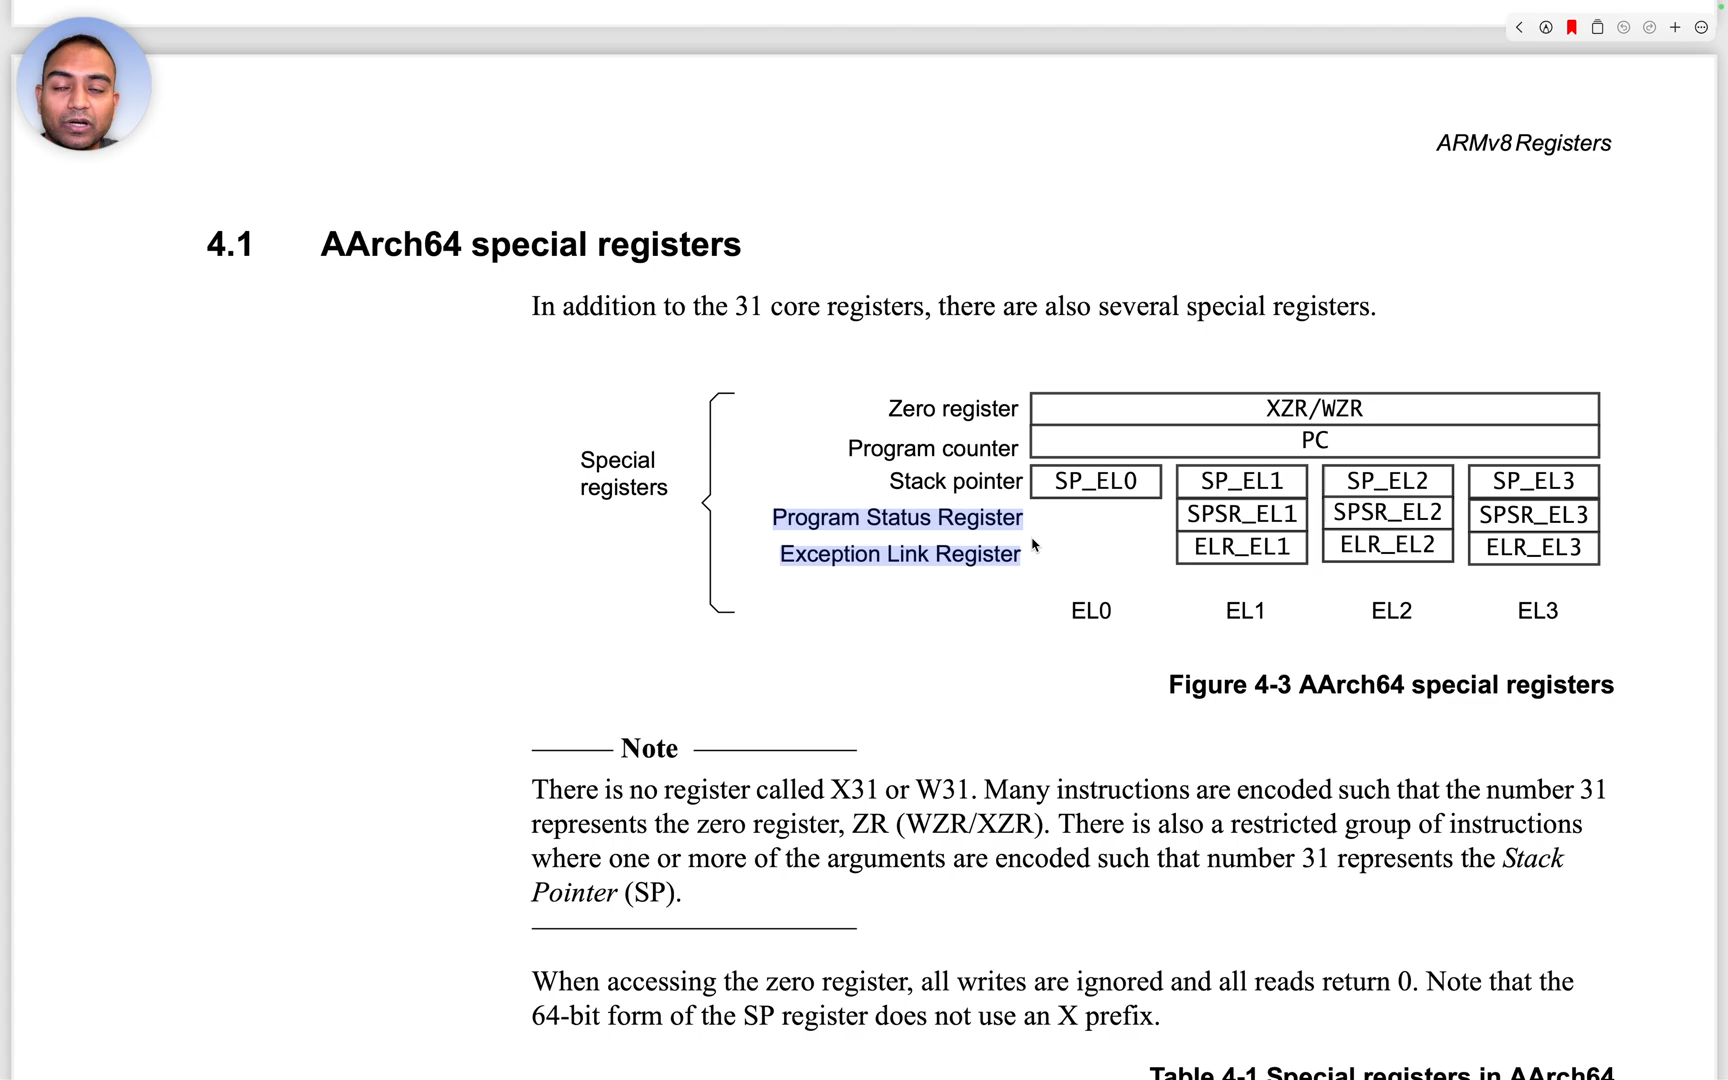 ARMv8 Registers
4.1 AArch64 special registers
In addition to the 31 core registers, there are also several special registers.
Special
registers
Zero register XZR/WZR
Program counter PC
Stack pointer SP_EL0 SP_EL1 SP_EL2 SP_EL3
Program Status Register SPSR_EL1 SPSR_EL2 SPSR_EL3
Exception Link Register ELR_EL1 ELR_EL2 ELR_EL3
EL0 EL1 EL2 EL3
Figure 4-3 AArch64 special registers
Note
There is no register called X31 or W31. Many instructions are encoded such that the number 31
represents the zero register, ZR (WZR/XZR). There is also a restricted group of instructions
where one or more of the arguments are encoded such that number 31 represents the Stack
Pointer (SP).
When accessing the zero register, all writes are ignored and all reads return 0. Note that the
64-bit form of the SP register does not use an X prefix.
Table 4-1 Special registers in AArch64